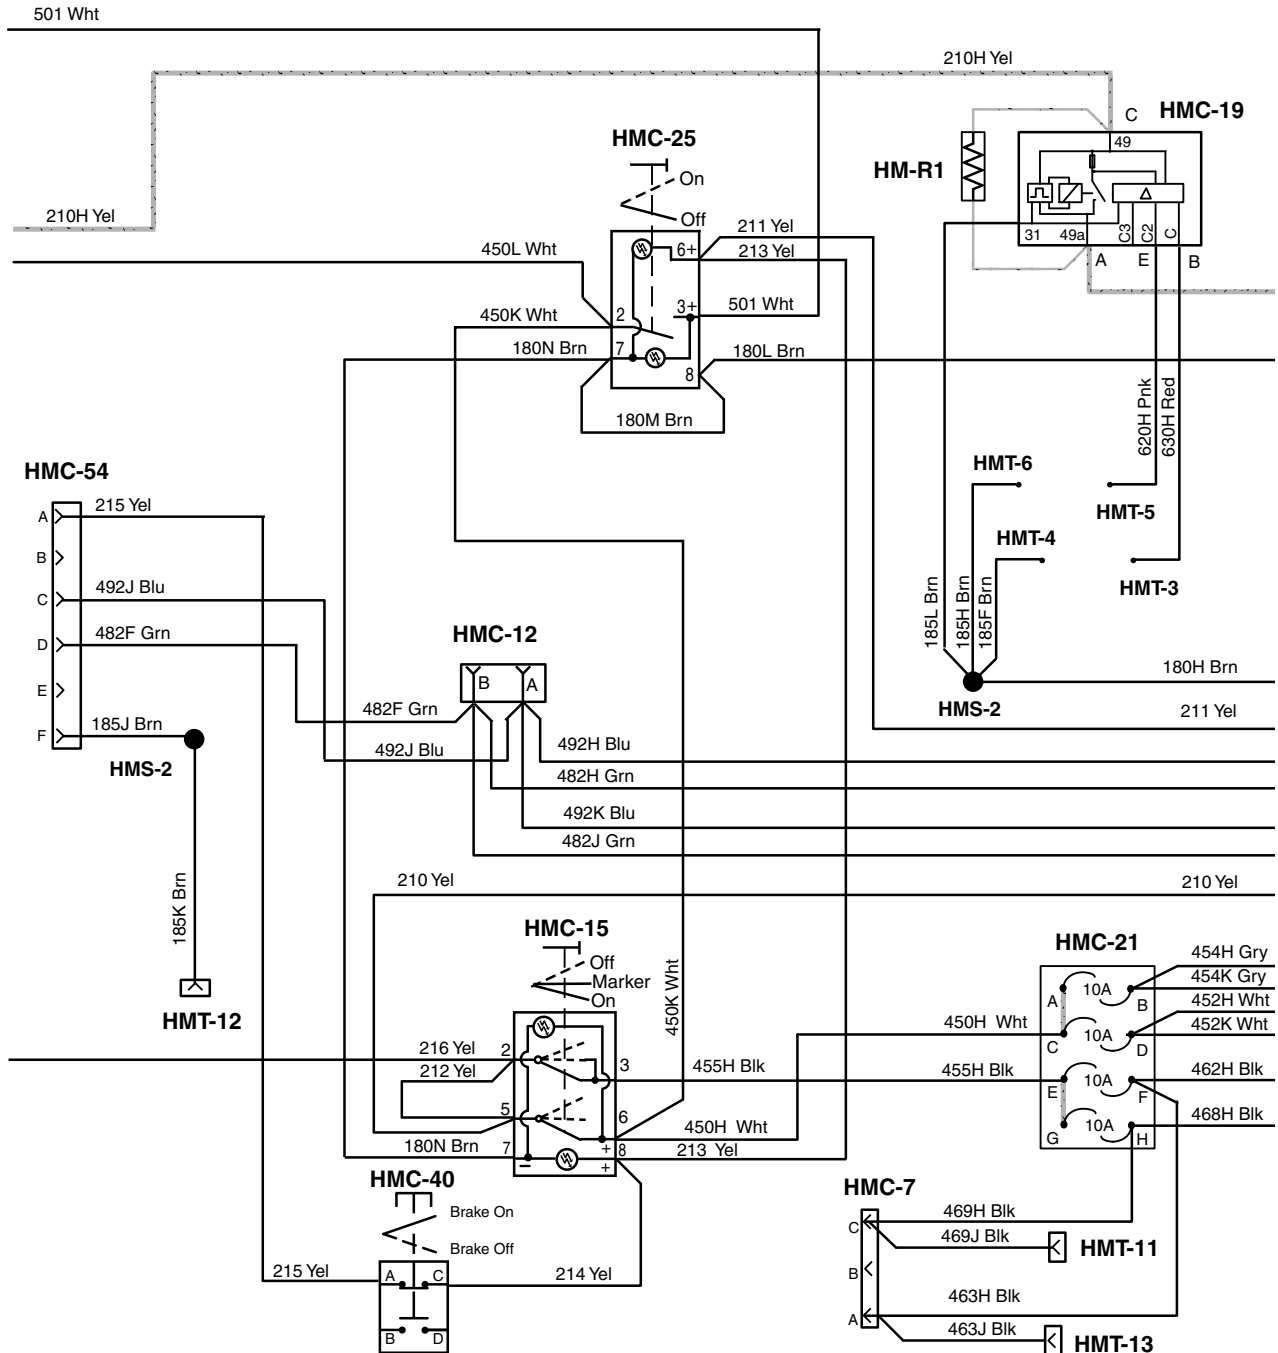 501 Wht
210H Yel
C
HMC-19
HMC-25
49
HM-R1
On
Off
210H Yel
211 Yel
31
49a
C3
C2
C
450L Wht
6+
213 Yel
A
E
B
450K Wht
2
3+
501 Wht
180N Brn
7
180L Brn
8
180M Brn
620H Pnk
630H Red
HMC-54
HMT-6
A
215 Yel
HMT-5
HMT-4
B
C
492J Blu
HMT-3
185L Brn
185H Brn
185F Brn
D
482F Grn
HMC-12
180H Brn
E
B
A
482F Grn
HMS-2
211 Yel
F
185J Brn
492J Blu
492H Blu
HMS-2
482H Grn
492K Blu
482J Grn
210 Yel
210 Yel
185K Brn
HMC-15
HMC-21
Off
Marker
On
450K Wht
454H Gry
454K Gry
A
10A
B
452H Wht
HMT-12
452K Wht
450H Wht
C
10A
D
216 Yel
2
3
212 Yel
455H Blk
455H Blk
E
10A
F
462H Blk
5
6
468H Blk
450H Wht
G
10A
H
180N Brn
7
−
+
+
8
213 Yel
HMC-40
HMC-7
Brake On
469H Blk
C
469J Blk
HMT-11
Brake Off
215 Yel
A
C
214 Yel
B
463H Blk
A
B
D
463J Blk
HMT-13